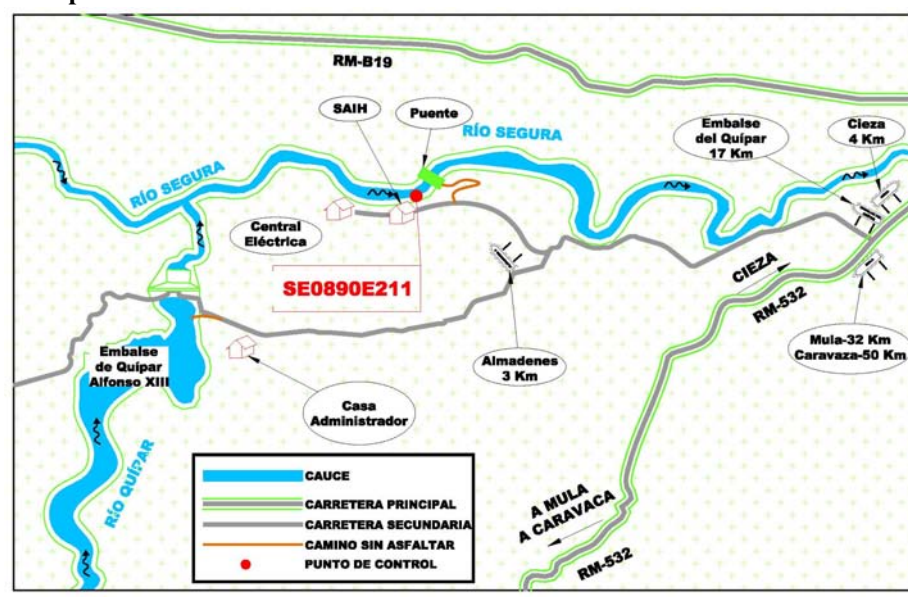 RM-B19
SAIH
Puente
RÍO SEGURA
Embalse
del Quípar
17 Km
Cieza
4 Km
RÍO SEGURA
Central
Eléctrica
SE0890E211
CIEZA
RM-532
Embalse
de Quípar
Alfonso XIII
Almadenes
3 Km
Mula-32 Km
Caravaza-50 Km
Casa
Administrador
RÍO QUÍPAR
CAUCE
CARRETERA PRINCIPAL
CARRETERA SECUNDARIA
CAMINO SIN ASFALTAR
PUNTO DE CONTROL
A MULA
A CARAVACA
RM-532